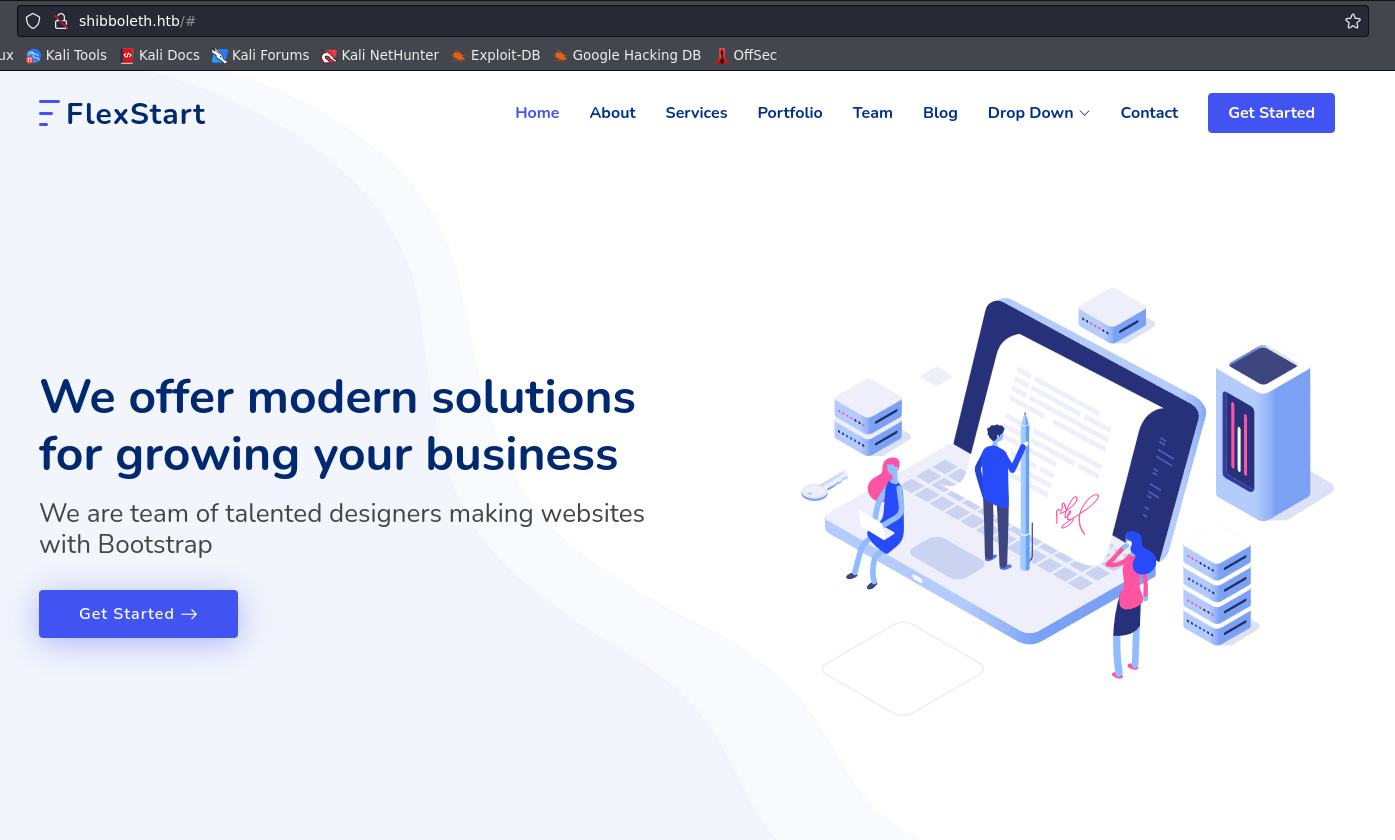 shibboleth.htb/#
ux Kali Tools Kali Docs Kali Forums Kali NetHunter Exploit-DB Google Hacking DB OffSec
FlexStart Home About Services Portfolio Team Blog Drop Down Contact Get Started
We offer modern solutions
for growing your business
We are team of talented designers making websites
with Bootstrap
Get Started →